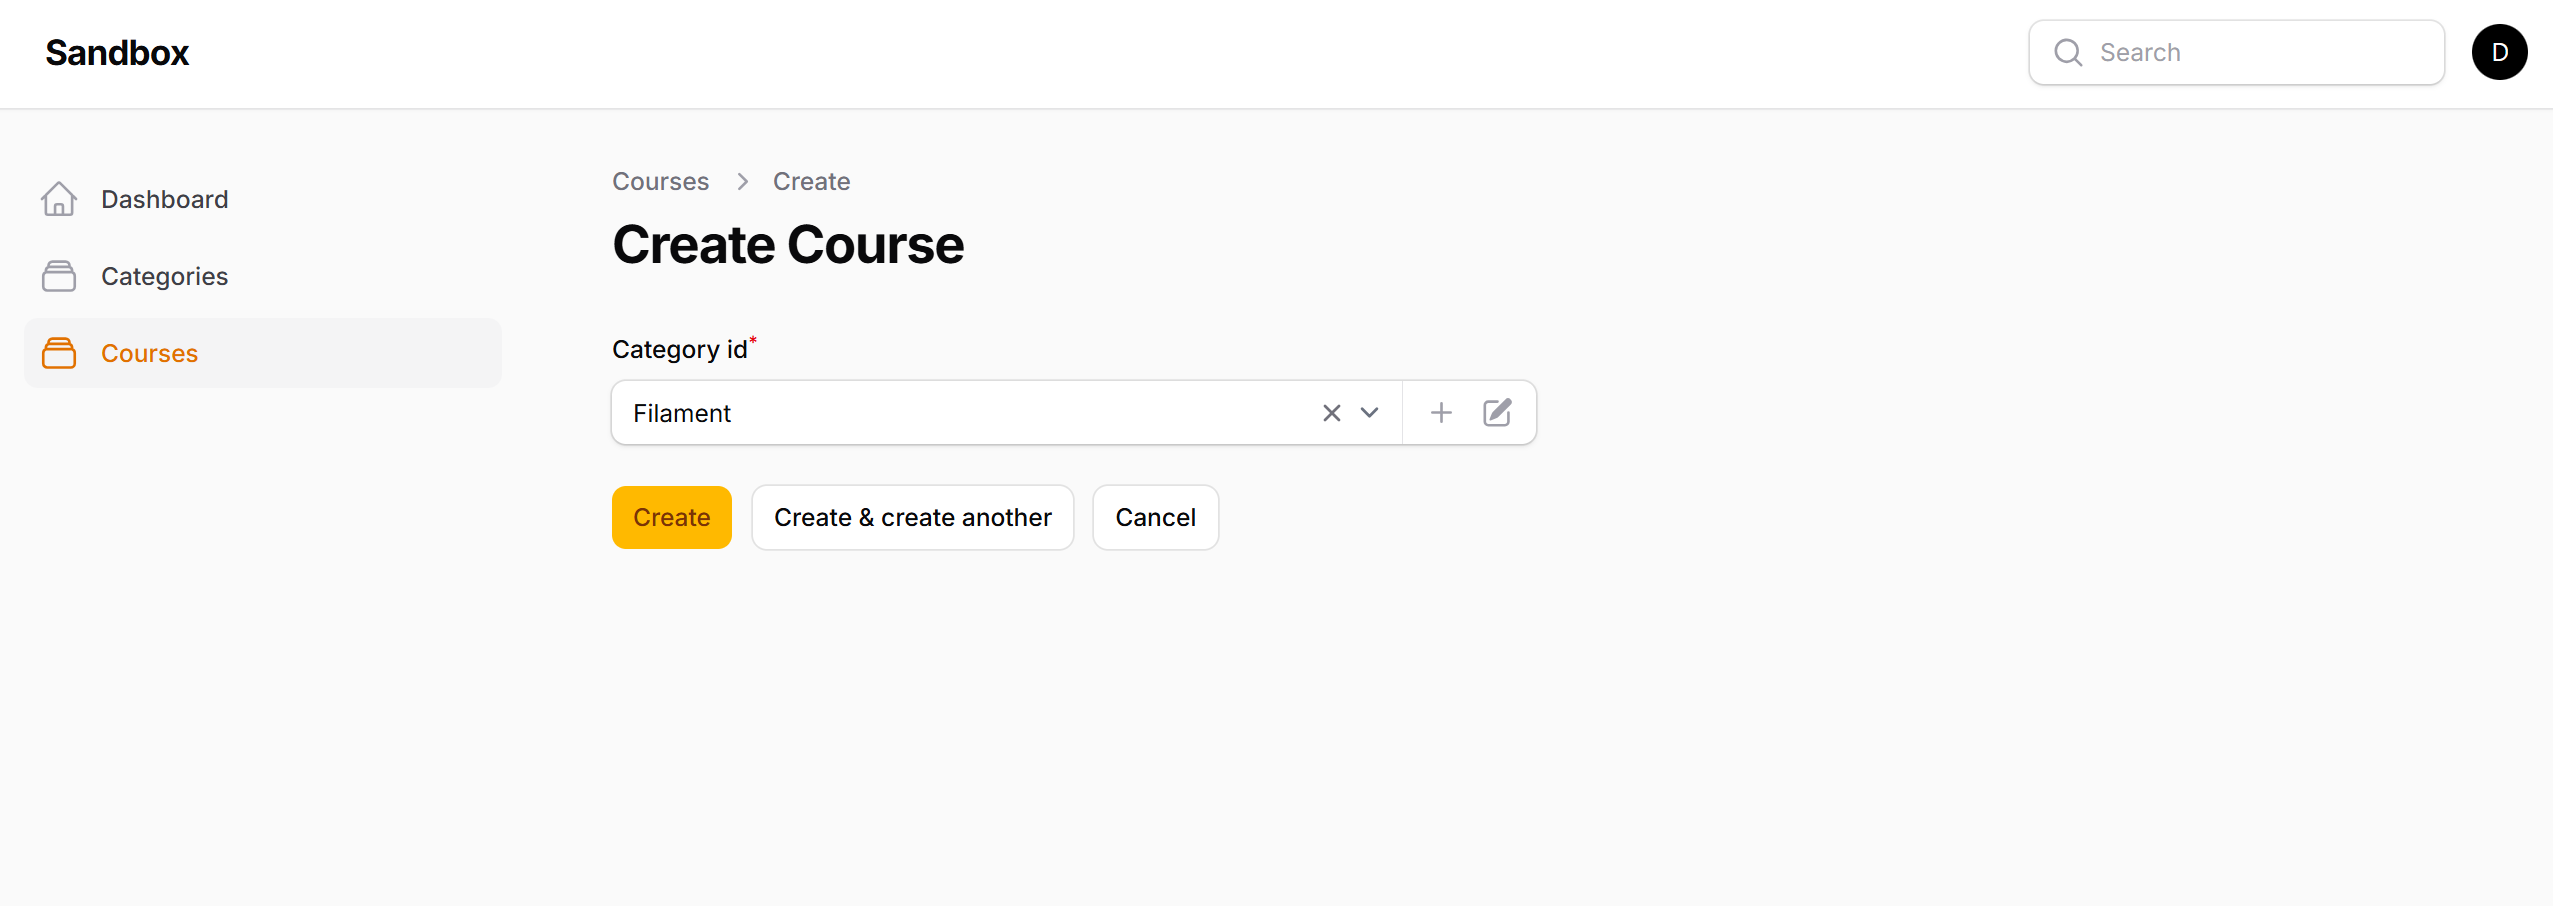 Sandbox
Search
D
Dashboard
Categories
Courses
Courses > Create
Create Course
Category id*
Filament
Create
Create & create another
Cancel